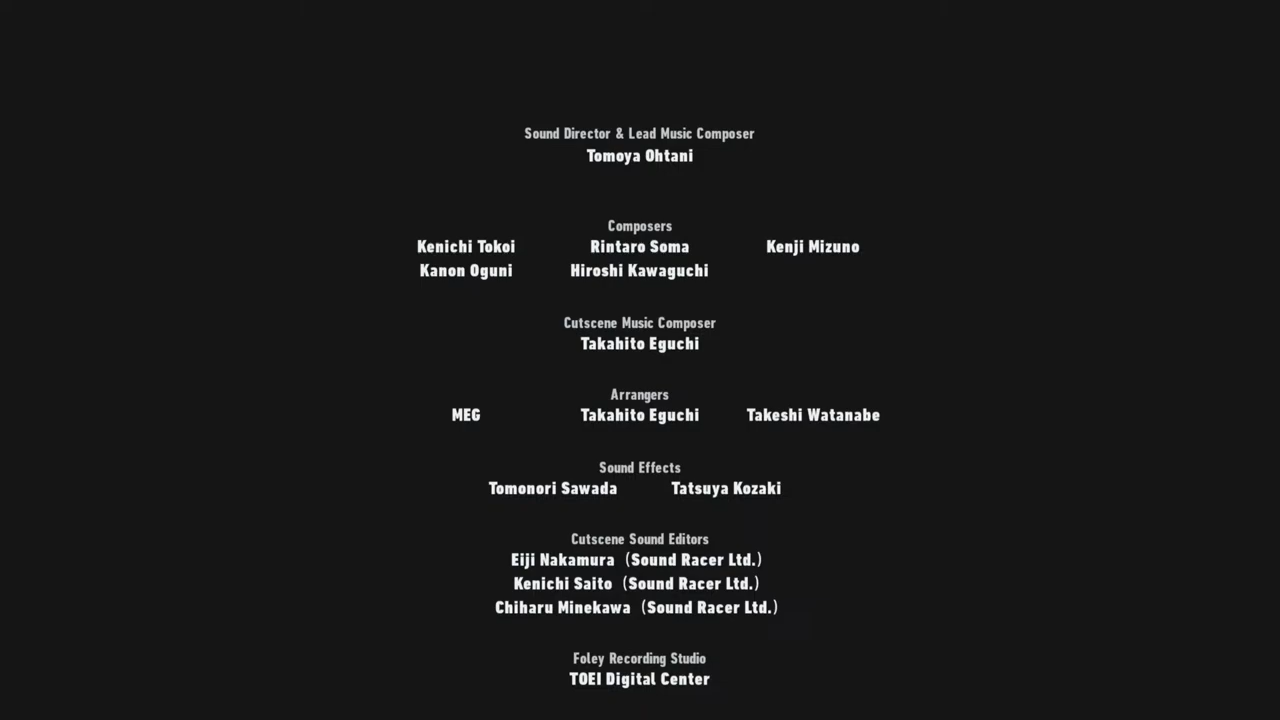 Sound Director & Lead Music Composer
Tomoya Ohtani
Composers
Kenichi Tokoi Rintaro Soma Kenji Mizuno
Kanon Oguni Hiroshi Kawaguchi
Cutscene Music Composer
Takahito Eguchi
Arrangers
MEG Takahito Eguchi Takeshi Watanabe
Sound Effects
Tomonori Sawada Tatsuya Kozaki
Cutscene Sound Editors
Eiji Nakamura (Sound Racer Ltd.)
Kenichi Saito (Sound Racer Ltd.)
Chiharu Minekawa (Sound Racer Ltd.)
Foley Recording Studio
TOEI Digital Center